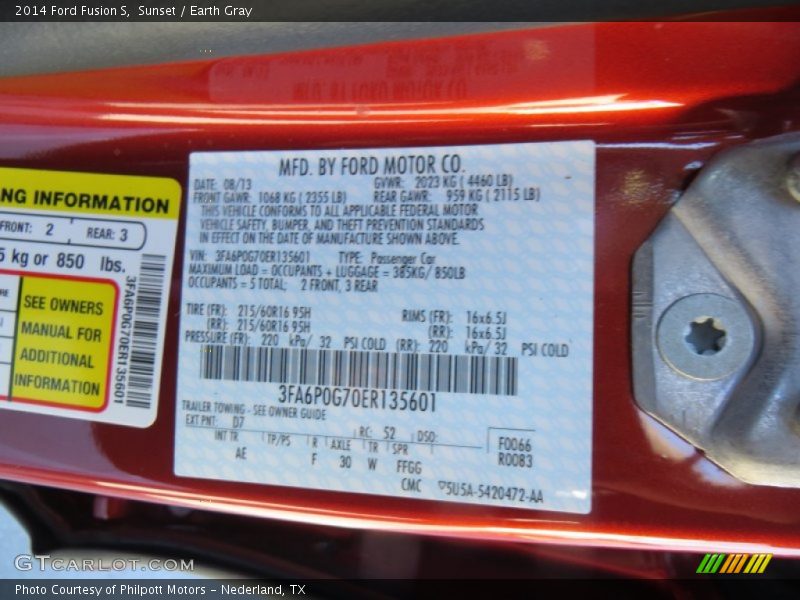 2014 Ford Fusion S,  Sunset / Earth Gray
MFD. BY FORD MOTOR CO.
DATE: 08/13
GVWR: 2023 KG ( 4460 LB)
FRONT GAWR: 1068 KG ( 2355 LB)
REAR GAWR: 959 KG ( 2115 LB)
THIS VEHICLE CONFORMS TO ALL APPLICABLE FEDERAL MOTOR
VEHICLE SAFETY, BUMPER, AND THEFT PREVENTION STANDARDS
IN EFFECT ON THE DATE OF MANUFACTURE SHOWN ABOVE.
VIN: 3FA6P0G70ER135601
TYPE: Passenger Car
MAXIMUM LOAD = OCCUPANTS + LUGGAGE = 385KG/ 850LB
OCCUPANTS = 5 TOTAL; 2 FRONT, 3 REAR
TIRE (FR): 215/60R16 95H
RIMS (FR): 16x6.5J
(RR): 215/60R16 95H
(RR): 16x6.5J
PRESSURE (FR): 220 kPa/ 32 PSI COLD (RR): 220 kPa/ 32 PSI COLD
3FA6P0G70ER135601
TRAILER TOWING - SEE OWNER GUIDE
EXT PNT: D7
RC: 52
DSO:
F0066
R0083
INT TR
TP/PS
R
AXLE
TR
SPR
AE
F
30
W
FFGG
CMC
5U5A-5420472-AA
NG INFORMATION
FRONT: 2
REAR: 3
5 kg or 850 lbs.
SEE OWNERS
MANUAL FOR
ADDITIONAL
INFORMATION
3FA6P0G70ER135601
GTCARLOT.COM
Photo Courtesy of Philpott Motors - Nederland, TX